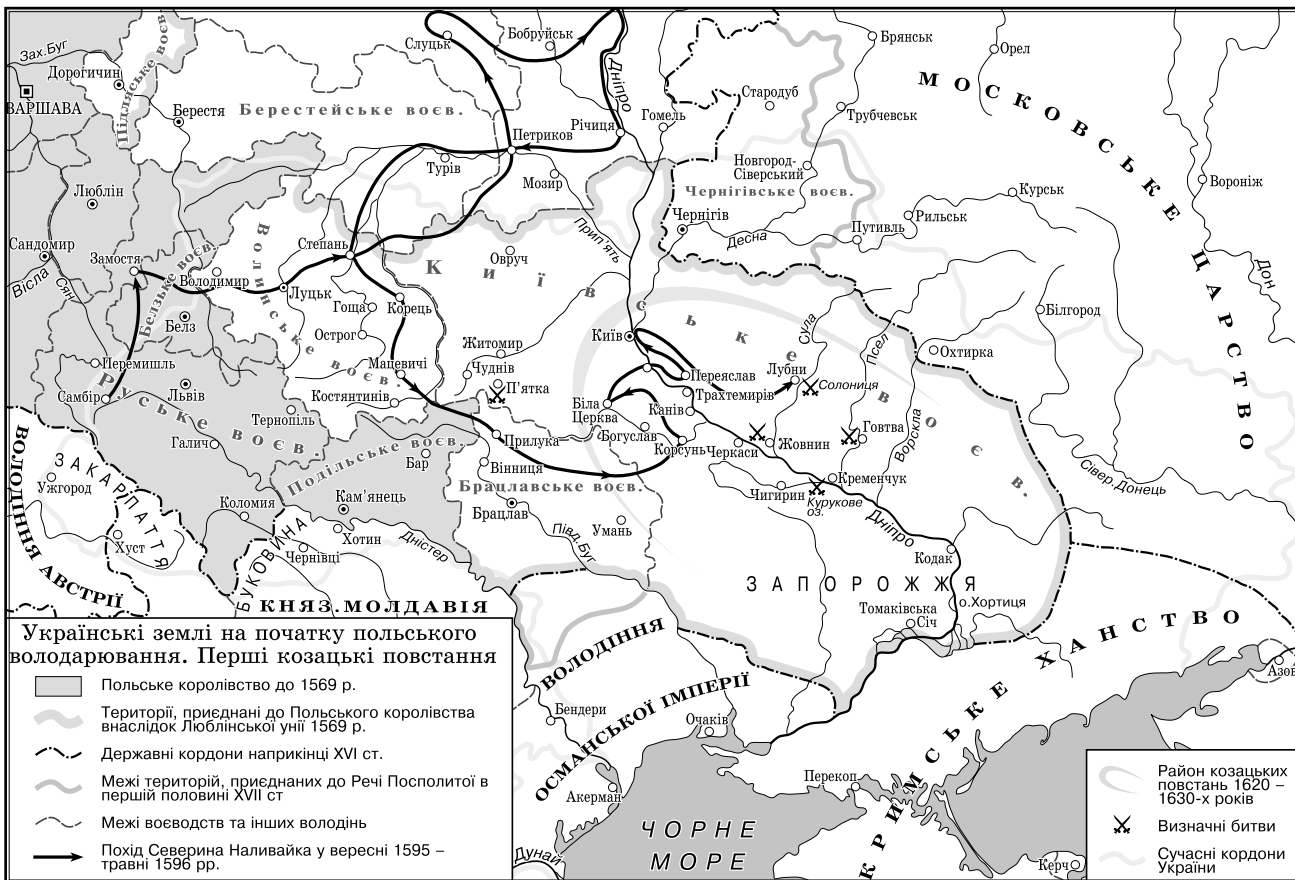 Зах.Буг
Дорогичин
ВАРШАВА
Підляське воєв.
Берестя
Берестейське воєв.
Слуцьк
Бобруйськ
Дніпро
Річиця
Гомель
Петриков
Турів
Мозир
Прип'ять
Брянськ
Орел
Стародуб
Трубчевськ
Новгород-
Сіверський
Чернігівське воєв.
Чернігів
Десна
Путивль
Рильськ
Курськ
Вороніж
МОСКОВСЬКЕ ЦАРСТВО
Дон
Білгород
Сівер.Донець
Люблін
Сандомир
Вісла
Сян
Замостя
Белзьке воєв.
Белз
Володимир
Волинське воєв.
Луцьк
Степань
Гоща
Корець
Острог
Мацевичі
Костянтинів
Овруч
Київське воєв.
Житомир
Чуднів
П'ятка
Київ
Переяслав
Трахтемирів
Канів
Біла
Церква
Богуслав
Корсунь
Черкаси
Жовнин
Лубни
Солониця
Сула
Псел
Ворскла
Охтирка
Говтва
Кременчук
Чигирин
Курукове
оз.
Дніпро
Кодак
Перемишль
Самбір
Львів
Руське воєв.
Галич
Тернопіль
Подільське воєв.
Бар
Прилука
Вінниця
Брацлавське воєв.
Брацлав
Умань
Півд.Буг
Кам'янець
Хотин
Дністер
Коломия
Чернівці
БУКОВИНА
ЗАКАРПАТТЯ
Ужгород
Хуст
ВОЛОДІННЯ АВСТРІЇ
КНЯЗ.МОЛДАВІЯ
ЗАПОРОЖЖЯ
Томаківська
Січ
о.Хортиця
ВОЛОДІННЯ
ОСМАНСЬКОЇ ІМПЕРІЇ
Бендери
Очаків
Акерман
Дунай
ЧОРНЕ
МОРЕ
Перекоп
КРИМСЬКЕ ХАНСТВО
Азов
Керч
Українські землі на початку польського
володарювання. Перші козацькі повстання
Польське королівство до 1569 р.
Території, приєднані до Польського королівства
внаслідок Люблінської унії 1569 р.
Державні кордони наприкінці XVI ст.
Межі територій, приєднаних до Речі Посполитої в
першій половині XVII ст
Межі воєводств та інших володінь
Похід Северина Наливайка у вересні 1595 –
травні 1596 рр.
Район козацьких
повстань 1620 –
1630-х років
Визначні битви
Сучасні кордони
України